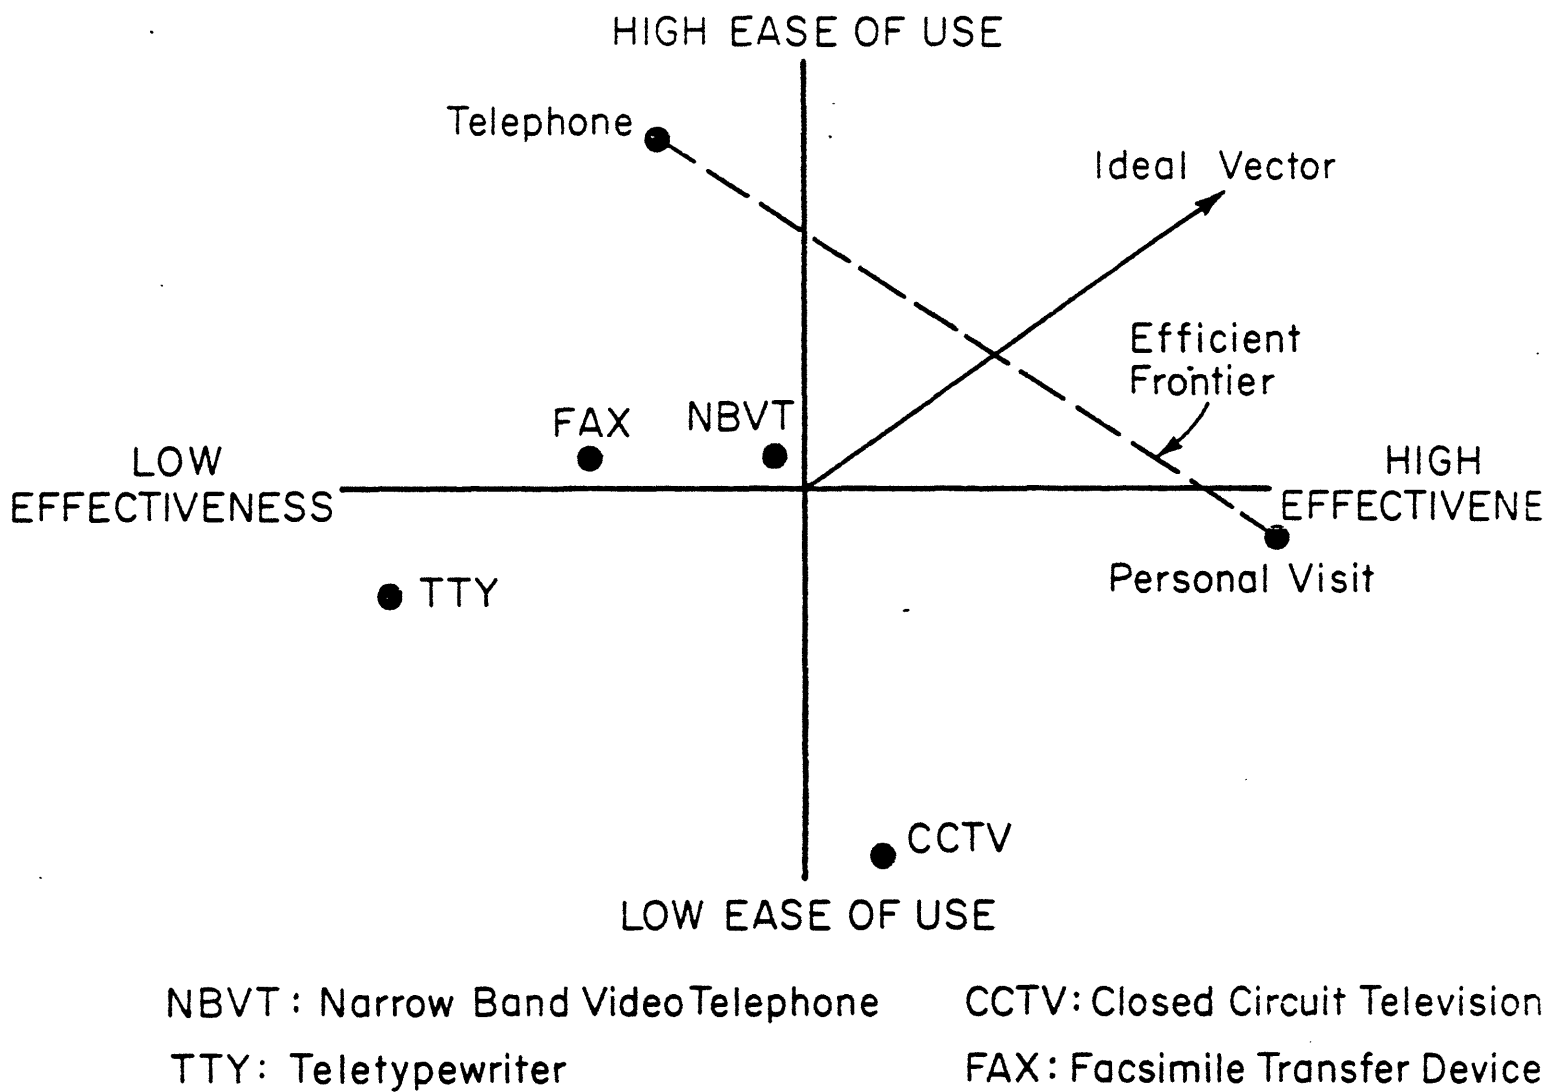 HIGH EASE OF USE
Telephone
Ideal Vector
Efficient
Frontier
FAX
NBVT
LOW
EFFECTIVENESS
HIGH
EFFECTIVENE
TTY
Personal Visit
CCTV
LOW EASE OF USE
NBVT: Narrow Band Video Telephone
CCTV: Closed Circuit Television
TTY: Teletypewriter
FAX: Facsimile Transfer Device